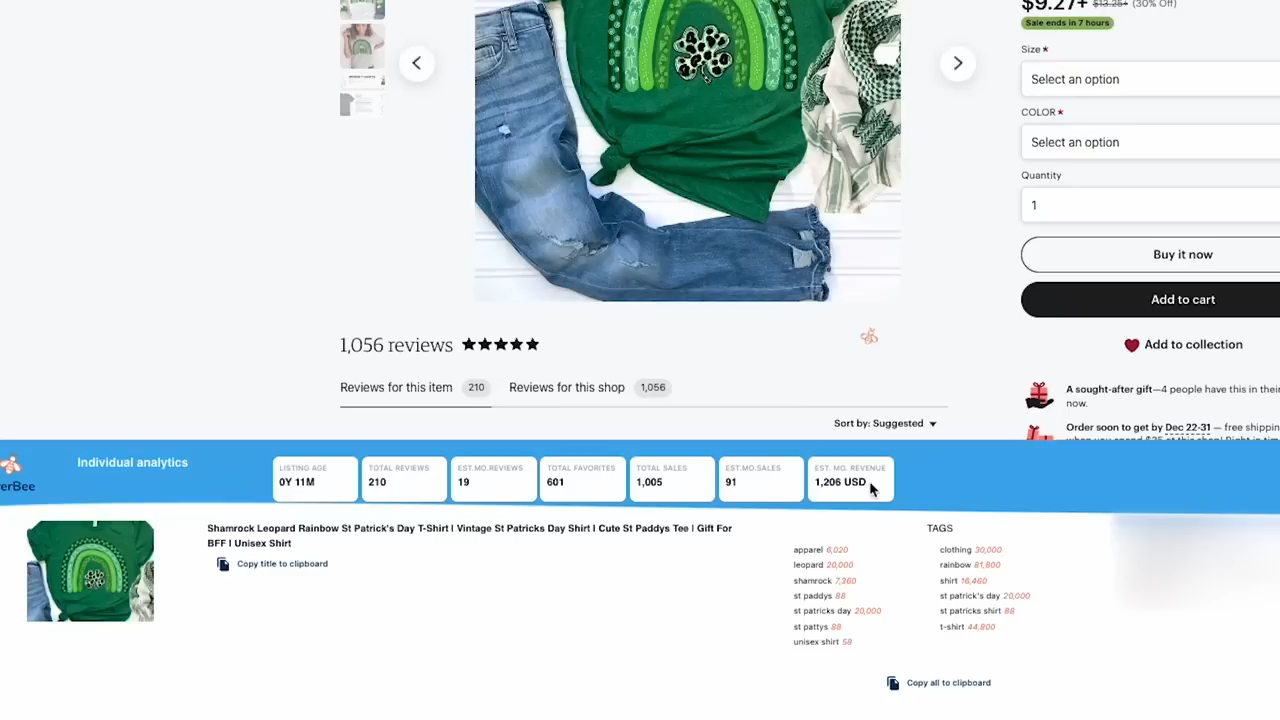 $9.27+ $13.25+ (30% Off)
Sale ends in 7 hours
Size *
Select an option
COLOR *
Select an option
Quantity
1
Buy it now
Add to cart
Add to collection
A sought-after gift—4 people have this in their
now.
Order soon to get by Dec 22-31 — free shippin
1,056 reviews
Reviews for this item 210 Reviews for this shop 1,056
Sort by: Suggested
erBee
Individual analytics
LISTING AGE
0Y 11M
TOTAL REVIEWS
210
EST.MO.REVIEWS
19
TOTAL FAVORITES
601
TOTAL SALES
1,005
EST.MO.SALES
91
EST. MO. REVENUE
1,206 USD
Shamrock Leopard Rainbow St Patrick's Day T-Shirt | Vintage St Patricks Day Shirt | Cute St Paddys Tee | Gift For
BFF | Unisex Shirt
Copy title to clipboard
TAGS
apparel 6,020
leopard 20,000
shamrock 7,360
st paddys 88
st patricks day 20,000
st pattys 88
unisex shirt 58
clothing 30,000
rainbow 81,800
shirt 16,460
st patrick's day 20,000
st patricks shirt 88
t-shirt 44,800
Copy all to clipboard